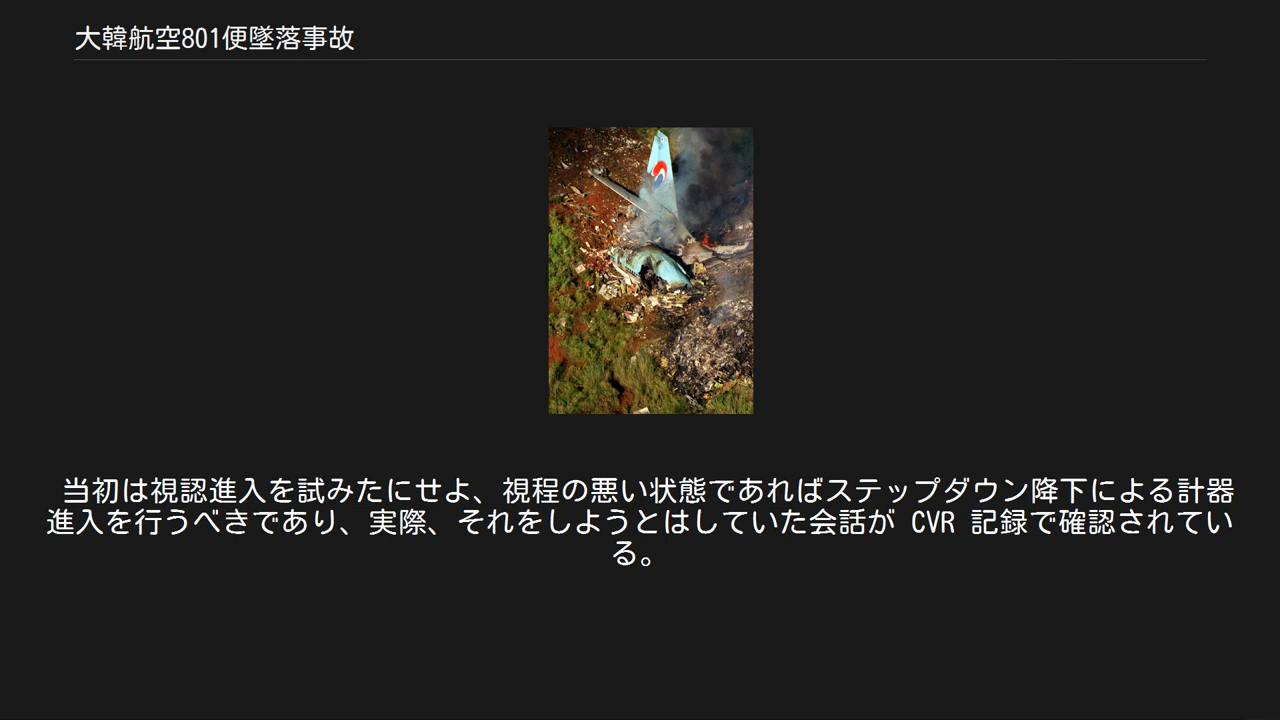 大韓航空801便墜落事故
当初は視認進入を試みたにせよ、視程の悪い状態であればステップダウン降下による計器
進入を行うべきであり、実際、それをしようとはしていた会話が CVR 記録で確認されてい
る。